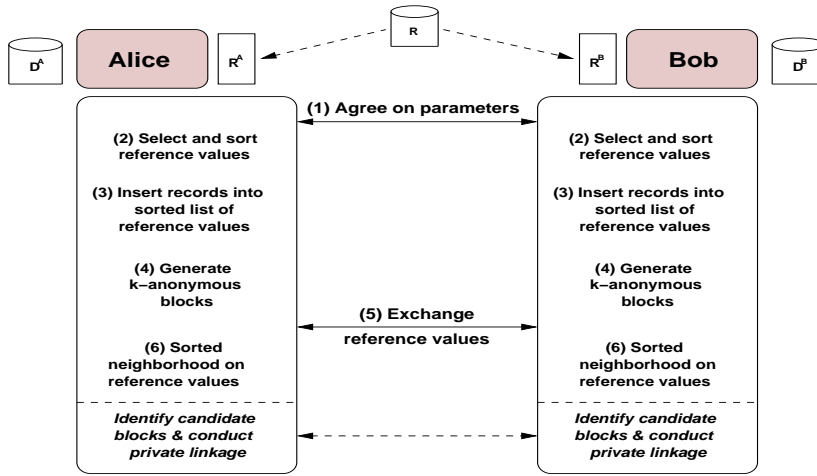 R
D^A
Alice
R^A
R^B
Bob
D^B
(1) Agree on parameters
(2) Select and sort
reference values
(3) Insert records into
sorted list of
reference values
(4) Generate
k−anonymous
blocks
(5) Exchange
reference values
(6) Sorted
neighborhood on
reference values
Identify candidate
blocks & conduct
private linkage
(2) Select and sort
reference values
(3) Insert records into
sorted list of
reference values
(4) Generate
k−anonymous
blocks
(6) Sorted
neighborhood on
reference values
Identify candidate
blocks & conduct
private linkage